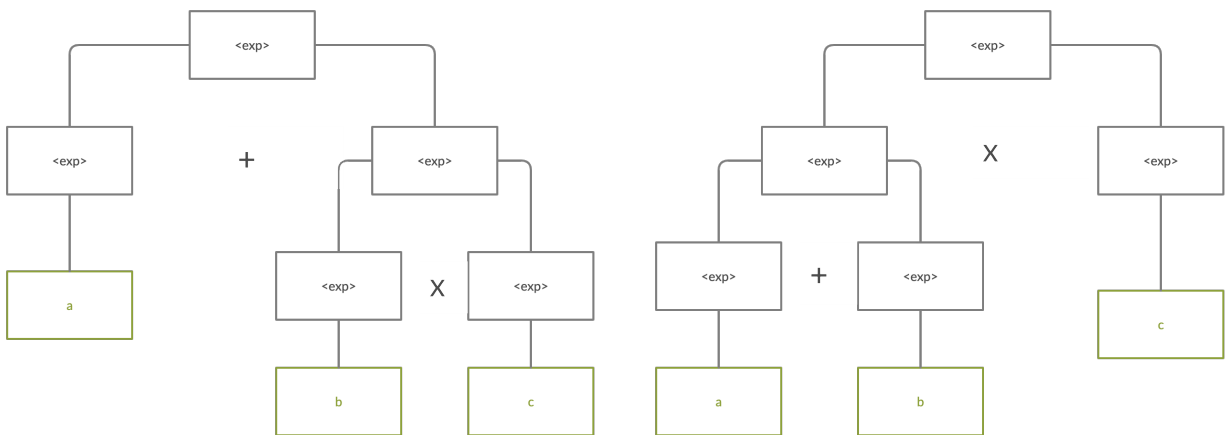 <exp> <exp>
<exp> + <exp> <exp> X <exp>
<exp> X <exp> <exp> + <exp>
a c
b c a b